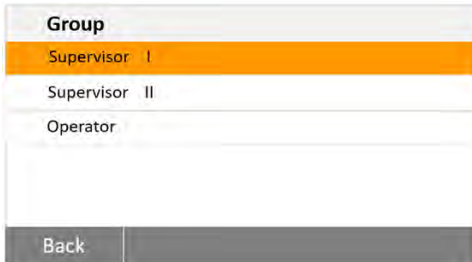 Group
Supervisor I
Supervisor II
Operator
Back